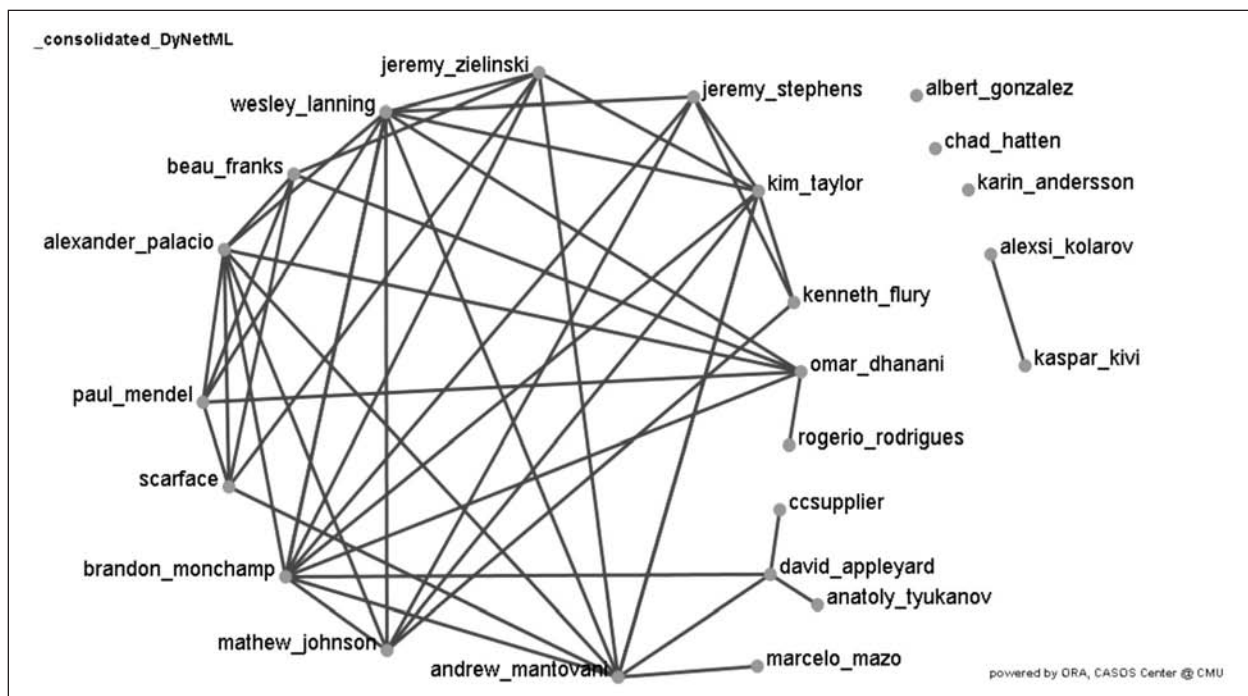 _consolidated_DyNetML
jeremy_zielinski
jeremy_stephens
albert_gonzalez
wesley_lanning
chad_hatten
beau_franks
kim_taylor
karin_andersson
alexander_palacio
alexsi_kolarov
kenneth_flury
kaspar_kivi
omar_dhanani
paul_mendel
rogerio_rodrigues
scarface
ccsupplier
brandon_monchamp
david_appleyard
anatoly_tyukanov
mathew_johnson
andrew_mantovani
marcelo_mazo
powered by ORA, CASOS Center @ CMU